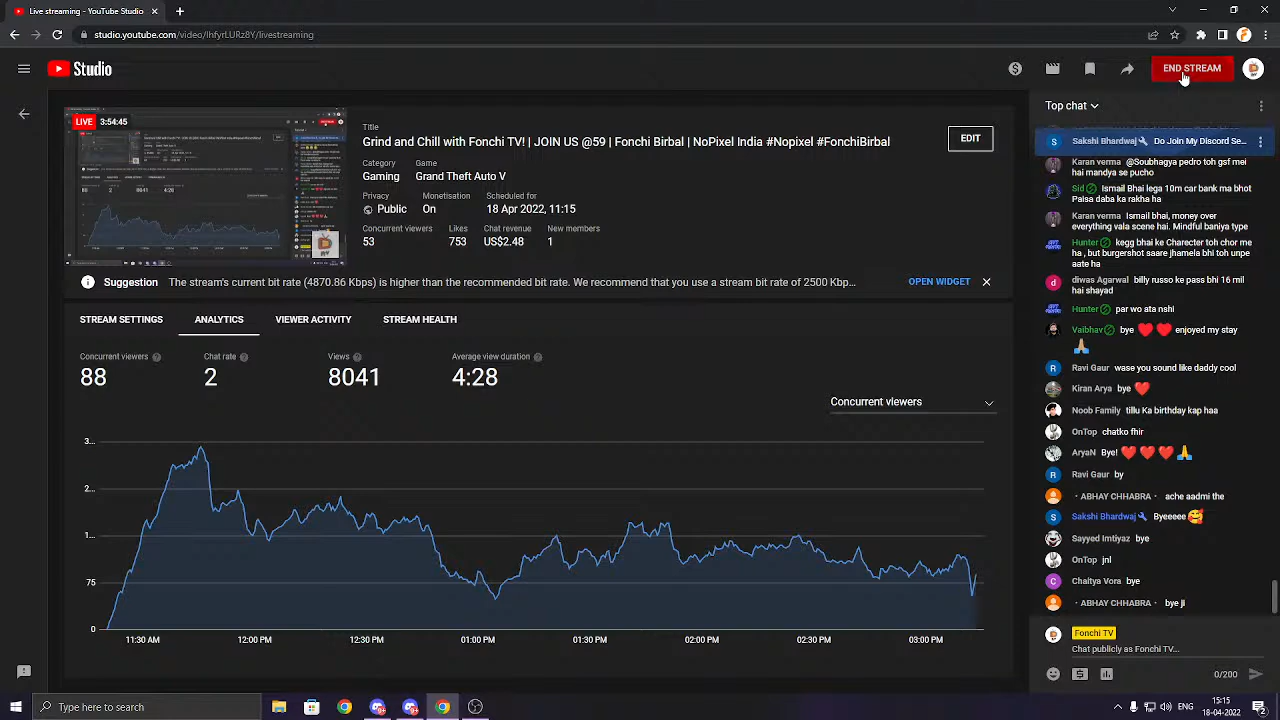 Live streaming - YouTube Studio
studio.youtube.com/video/lhfyrLURz8Y/livestreaming
Studio
END STREAM
LIVE 3:54:45
Title
Grind and Chill with Fonchi TV! | JOIN US @59! FonchiBirbal | NoPixel India #Nopixel #FonchiBirbal
EDIT
Category Game
Gaming Grand Theft Auto V
Privacy Monetisation Scheduled for
Public On 18 Apr 2022, 11:15
Concurrent viewers Likes Chat revenue New members
53 753 US$2.48 1
Suggestion The stream's current bit rate (4870.86 Kbps) is higher than the recommended bit rate. We recommend that you use a stream bit rate of 2500 Kbp...
OPEN WIDGET
STREAM SETTINGS ANALYTICS VIEWER ACTIVITY STREAM HEALTH
Concurrent viewers Chat rate Views Average view duration
88 2 8041 4:28
Concurrent viewers
3...
2...
1...
75
0
11:30 AM 12:00 PM 12:30 PM 01:00 PM 01:30 PM 02:00 PM 02:30 PM 03:00 PM
Top chat
Sakshi Bhardwaj Do Join My Discord Se...
Karan verma @Soubhagya pedro toh gsf mei
handa mayse to pucho
Sid Ismail bhai lega 10m car bank ma bhot
Paisa daba ka rakha ha
Karan verma Ismail bhai, money over
everything vala scene hai. Mindful baniya type
Hunter kegg bhai ke Charecter toh chor me
ha , but burgershot saare jhamele bhi toh unpe
aate ha
diwas Agarwal billy russo ke pass bhi 16 mil
hai shayad
Hunter par wo ata nshI
Vaibhav bye ❤️ ❤️ enjoyed my stay
🙏
Ravi Gaur wase you sound like daddy cool
Kiran Arya bye ❤️
Noob Family tillu Ka birthday kap haa
OnTop chatko fhir
AryaN Bye! ❤️ ❤️ ❤️ 🙏
Ravi Gaur by
・ABHAY CHHABRA・ ache aadmi the
Sakshi Bhardwaj Byeeeee 🥰
Sayyed Imtiyaz bye
OnTop jnl
Chaitya Vora bye
・ABHAY CHHABRA・ bye ji
Fonchi TV
Chat publicly as Fonchi TV...
0/200
Type here to search
ENG
15:15
18-04-2022